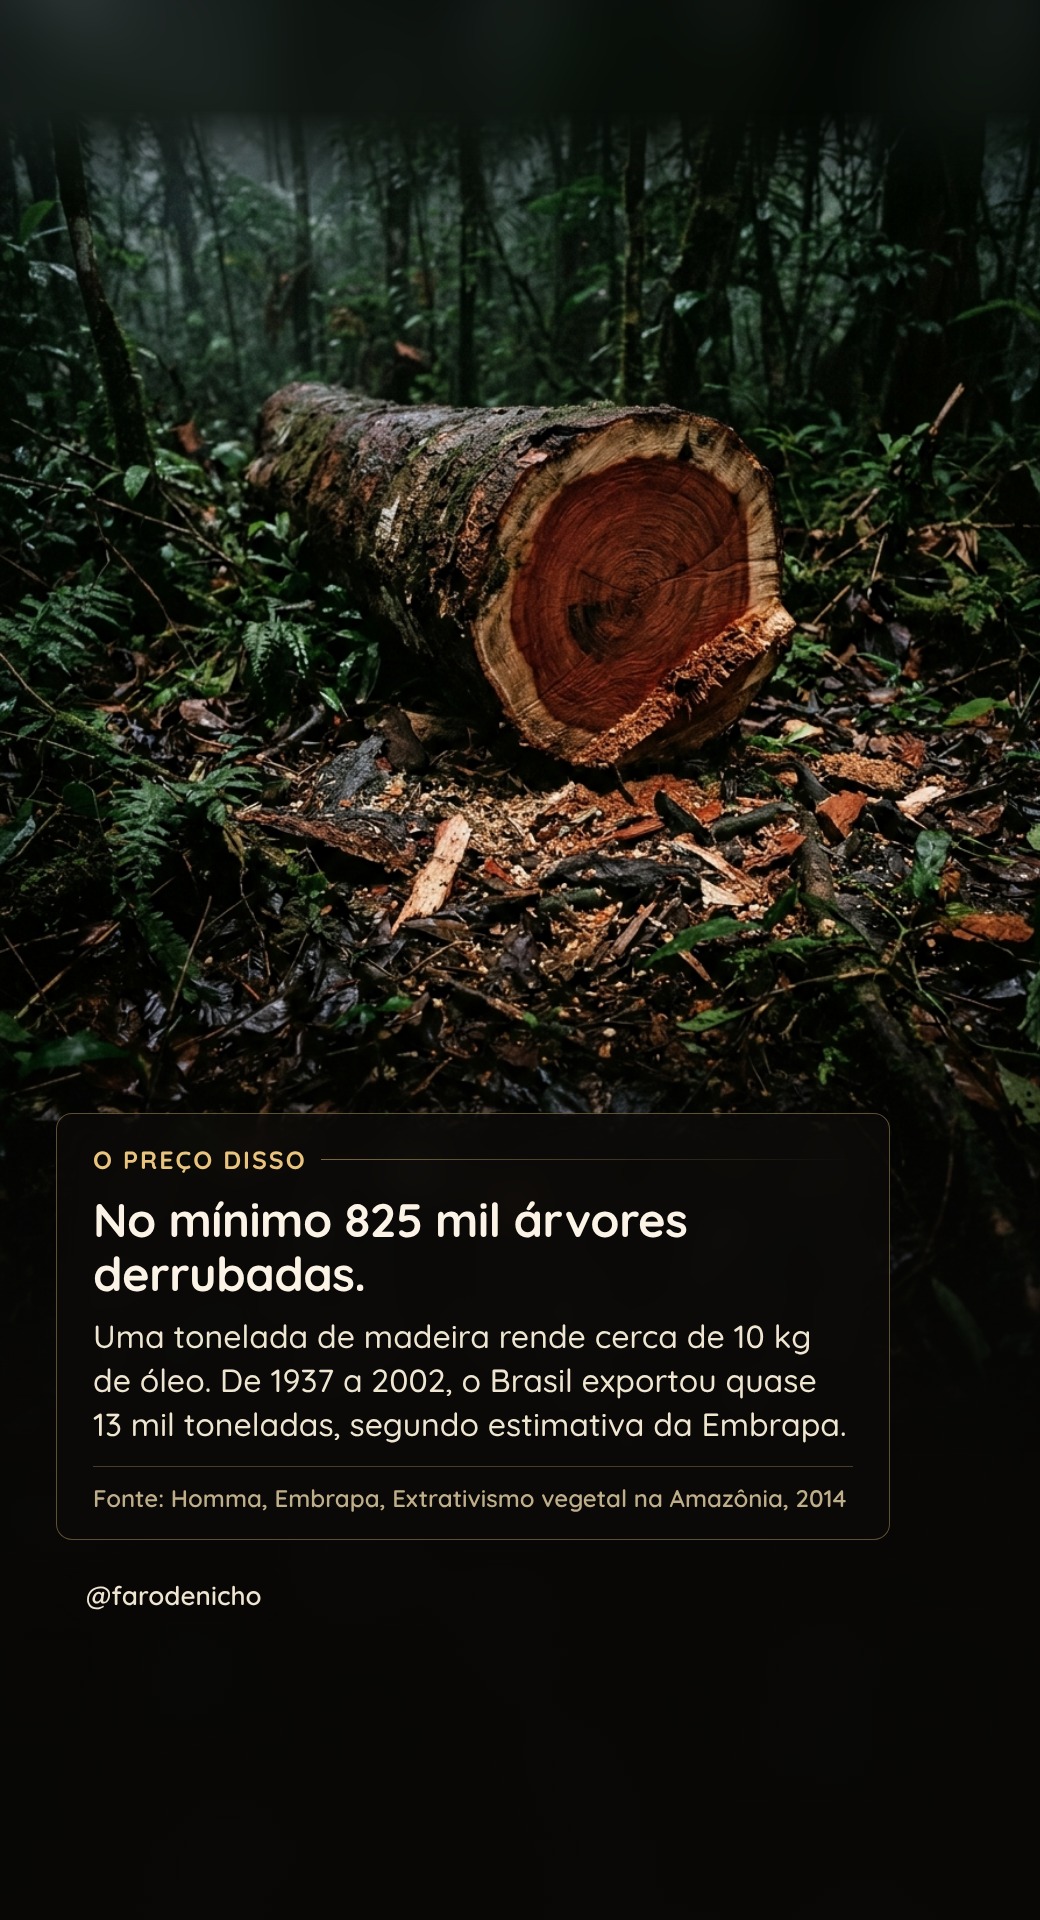 O PREÇO DISSO
No mínimo 825 mil árvores
derrubadas.
Uma tonelada de madeira rende cerca de 10 kg
de óleo. De 1937 a 2002, o Brasil exportou quase
13 mil toneladas, segundo estimativa da Embrapa.
Fonte: Homma, Embrapa, Extrativismo vegetal na Amazônia, 2014
@farodenicho